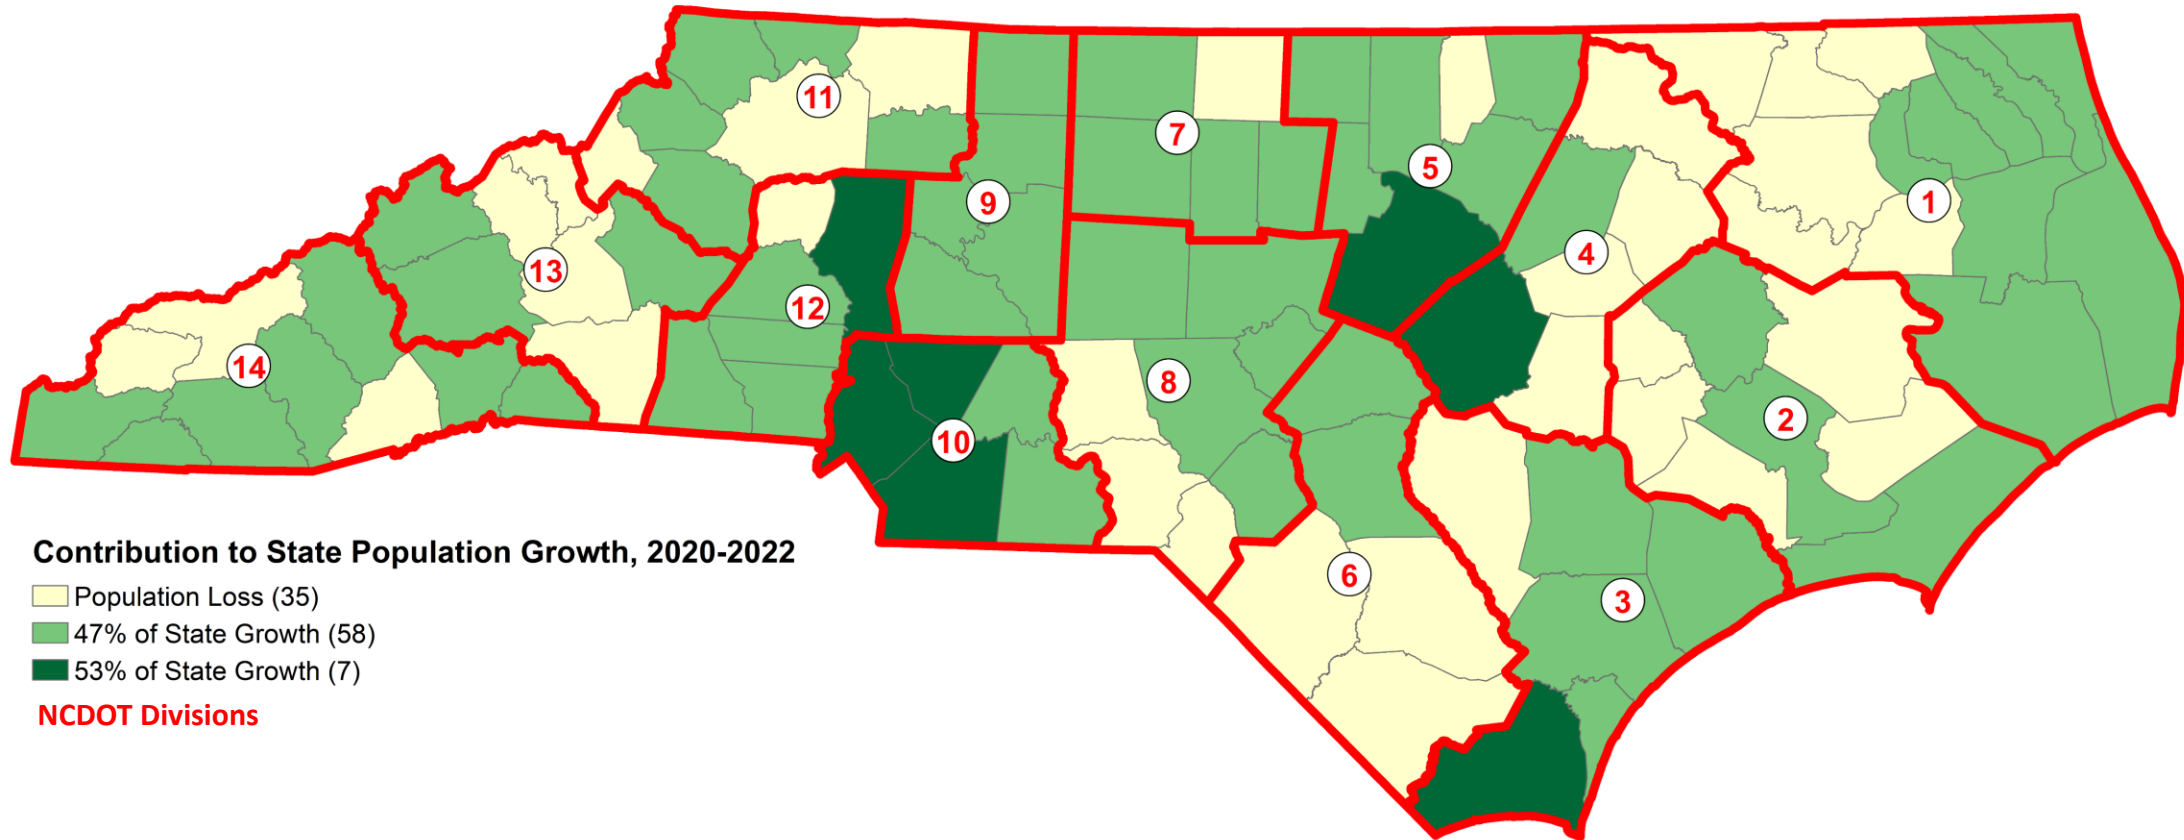 11
7
5
9
1
4
13
12
14
8
2
10
Contribution to State Population Growth, 2020-2022
6
Population Loss (35)
3
47% of State Growth (58)
53% of State Growth (7)
NCDOT Divisions